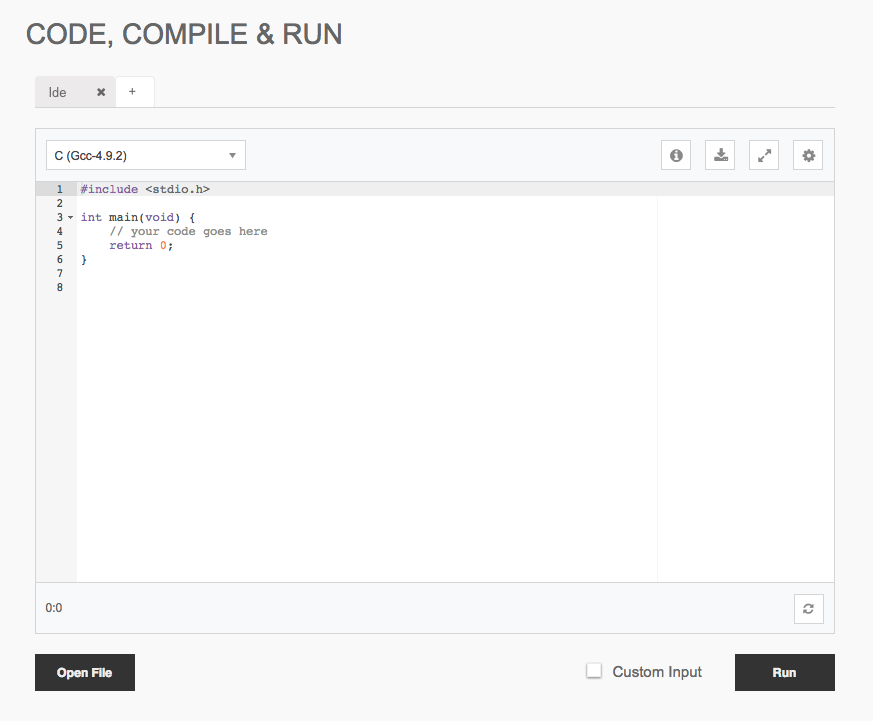 CODE, COMPILE & RUN
Ide ✖ +
C (Gcc-4.9.2)
1 #include <stdio.h>
2
3 int main(void) {
4     // your code goes here
5     return 0;
6 }
7
8
0:0
Open File Custom Input Run